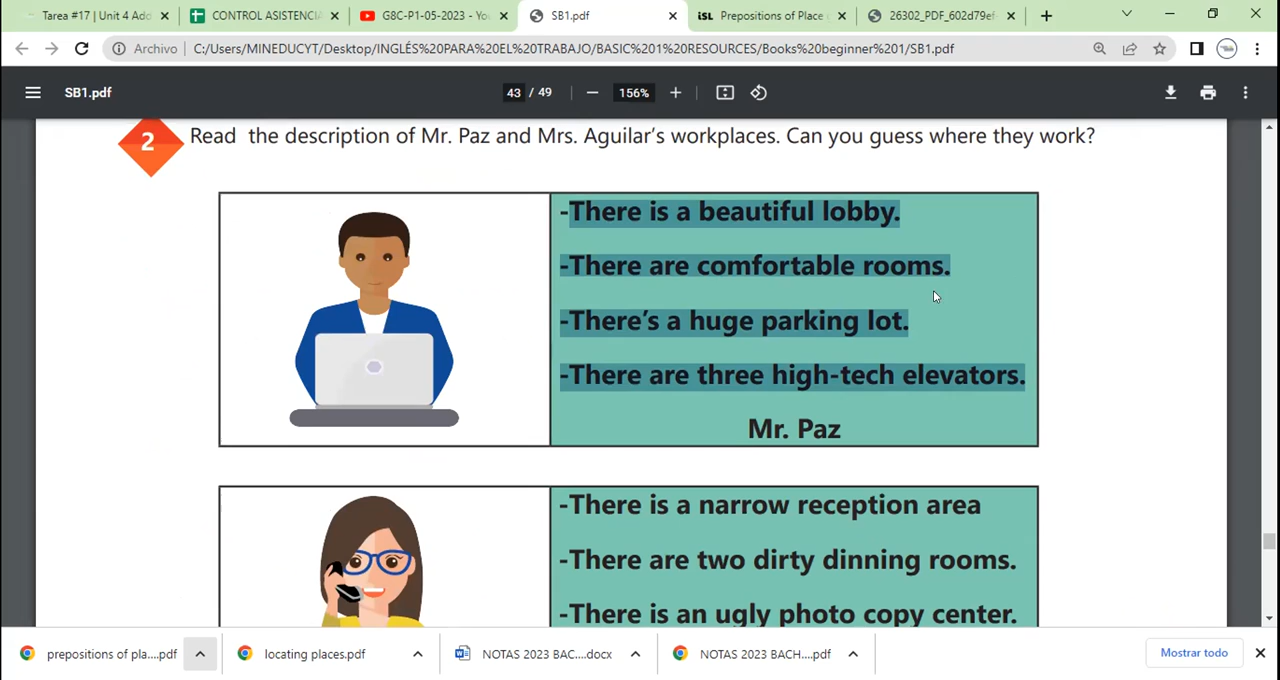 Tarea #17 | Unit 4 Add
CONTROL ASISTENCIA
G8C-P1-05-2023 - You
SB1.pdf
iSL Prepositions of Place
26302_PDF_602d79ef
Archivo C:/Users/MINEDUCYT/Desktop/INGLÉS%20PARA%20EL%20TRABAJO/BASIC%201%20RESOURCES/Books%20beginner%201/SB1.pdf
SB1.pdf 43 / 49 156%
2 Read the description of Mr. Paz and Mrs. Aguilar's workplaces. Can you guess where they work?
-There is a beautiful lobby.
-There are comfortable rooms.
-There's a huge parking lot.
-There are three high-tech elevators.
Mr. Paz
-There is a narrow reception area
-There are two dirty dinning rooms.
-There is an ugly photo copy center.
prepositions of pla....pdf
locating places.pdf
NOTAS 2023 BAC....docx
NOTAS 2023 BACH....pdf
Mostrar todo